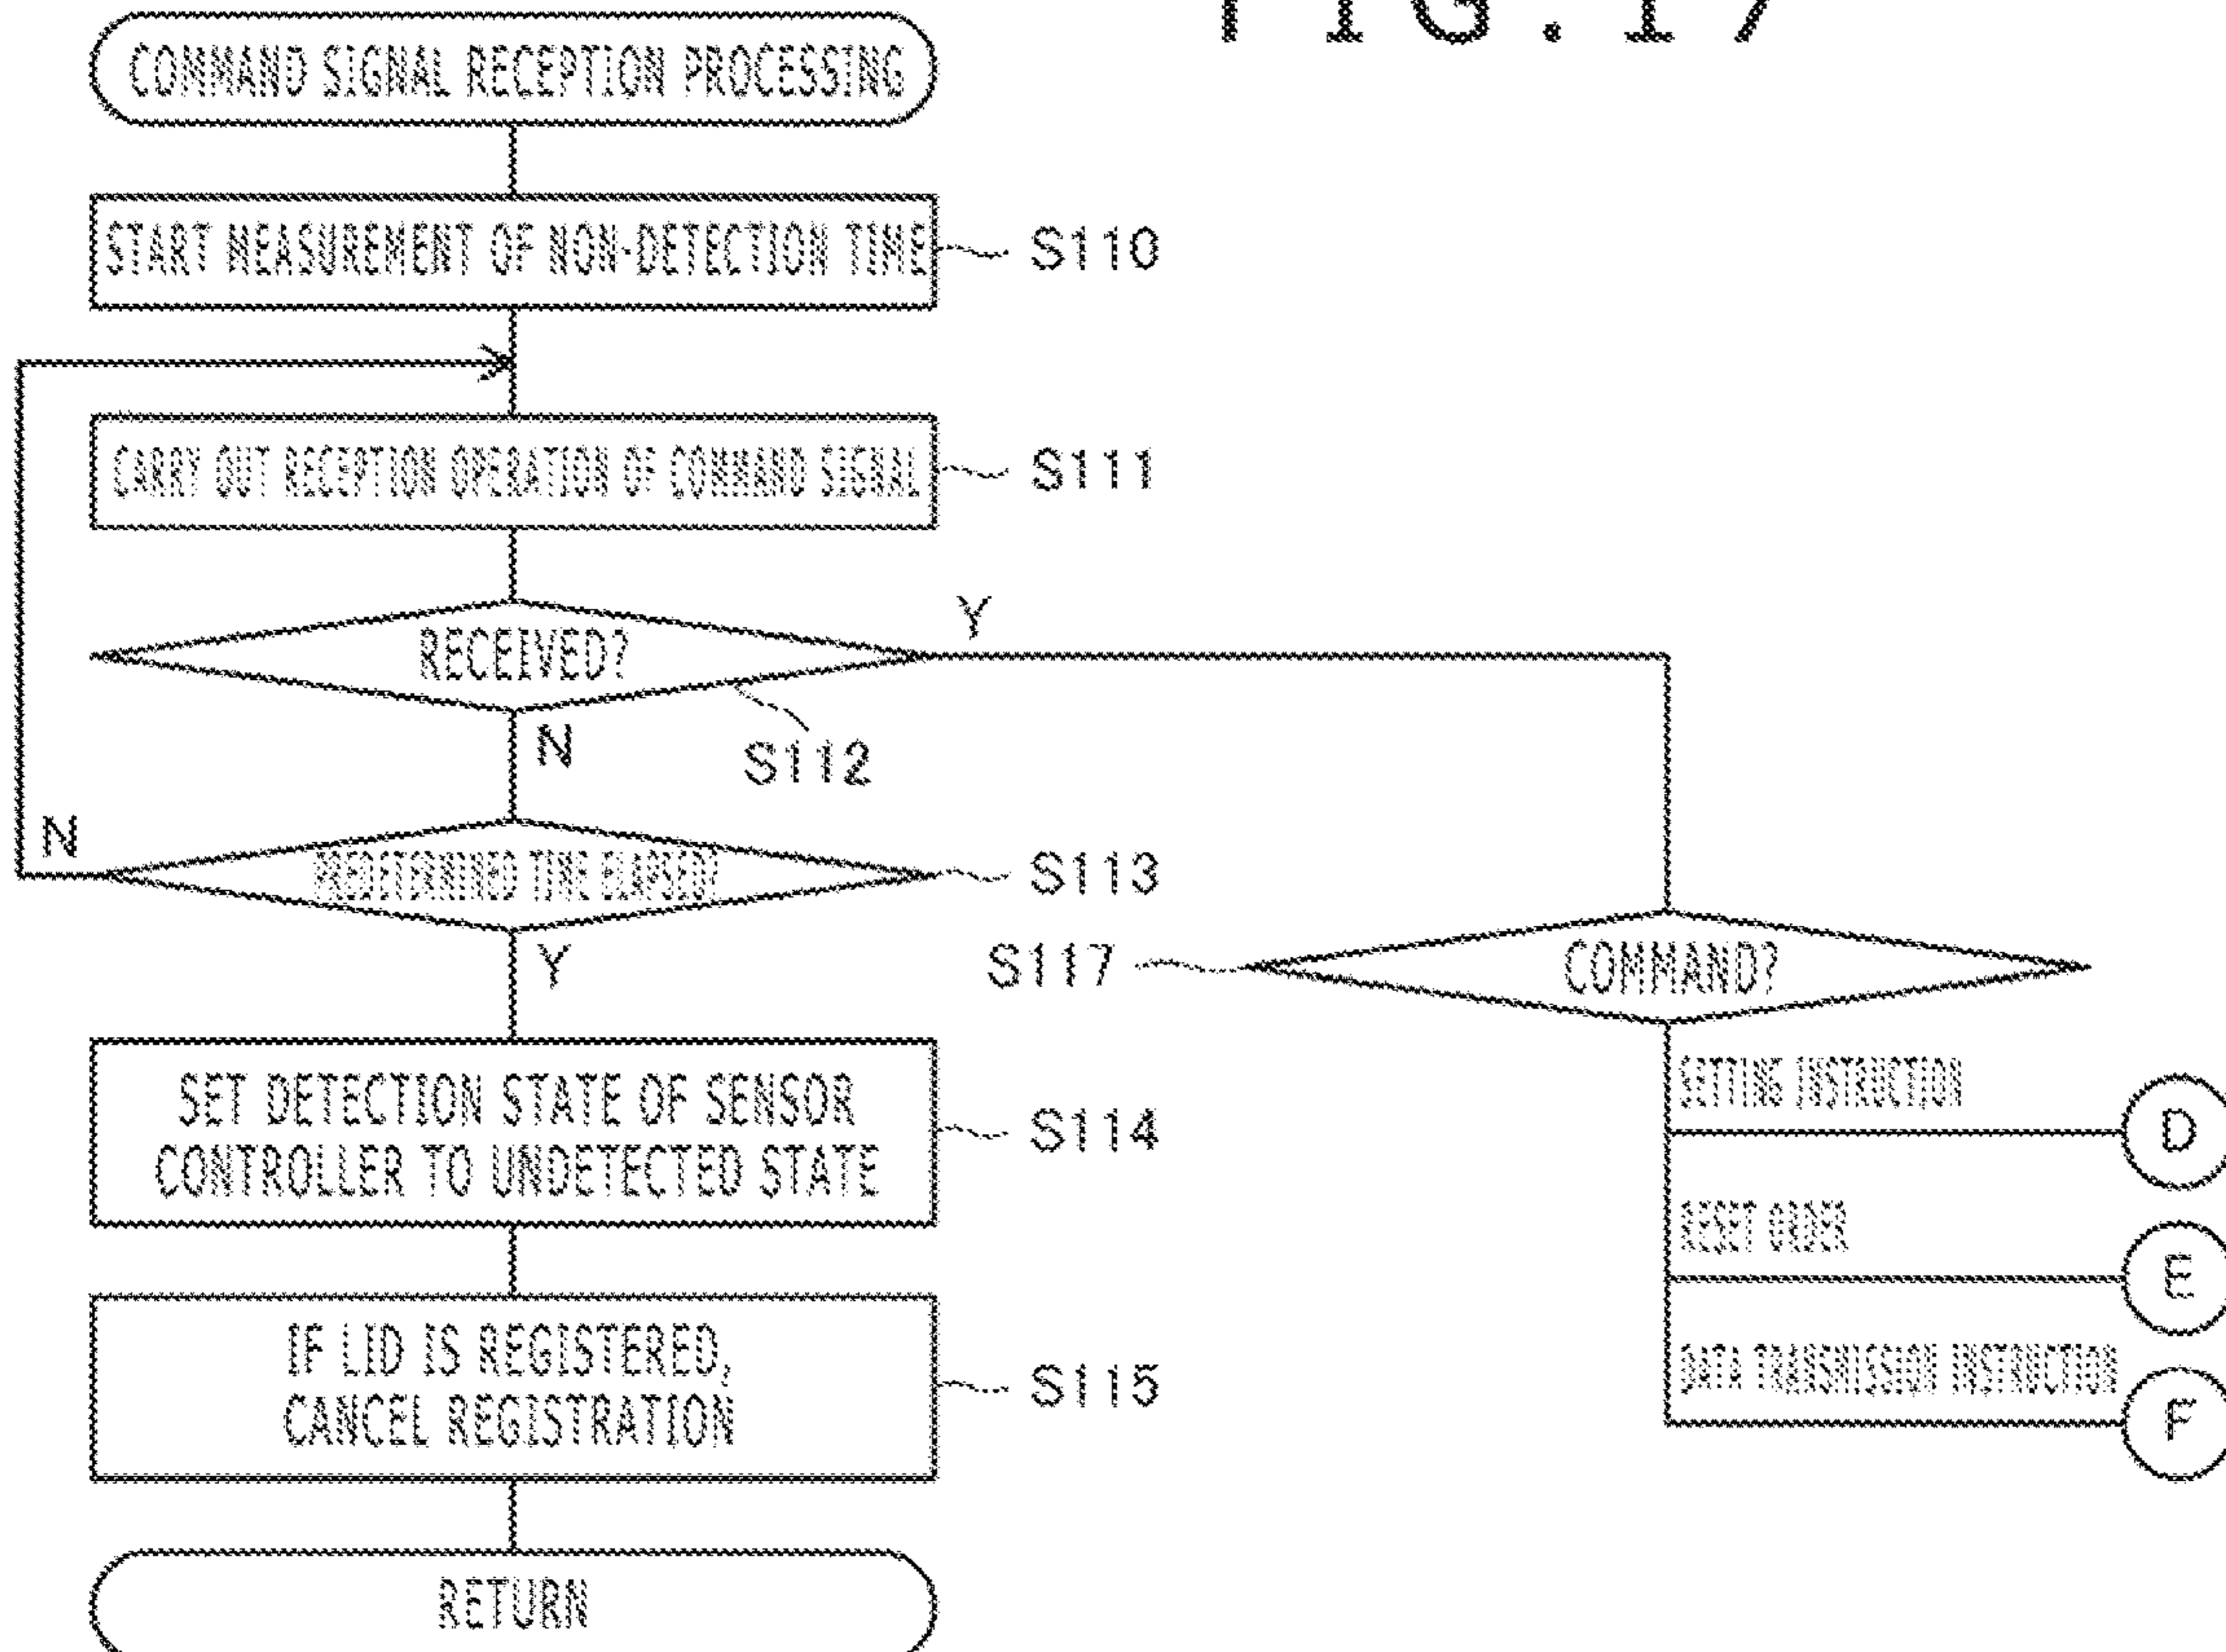 FIG.17
COMMAND SIGNAL RECEPTION PROCESSING
START MEASUREMENT OF NON-DETECTION TIME
S110
CARRY OUT RECEPTION OPERATION OF COMMAND SIGNAL
S111
RECEIVED?
Y
N
S112
N
PREDETERMINED TIME ELAPSED?
S113
Y
S117
COMMAND?
SET DETECTION STATE OF SENSOR
CONTROLLER TO UNDETECTED STATE
S114
SETTING INSTRUCTION
D
RESET ORDER
E
DATA TRANSMISSION INSTRUCTION
F
IF LID IS REGISTERED,
CANCEL REGISTRATION
S115
RETURN